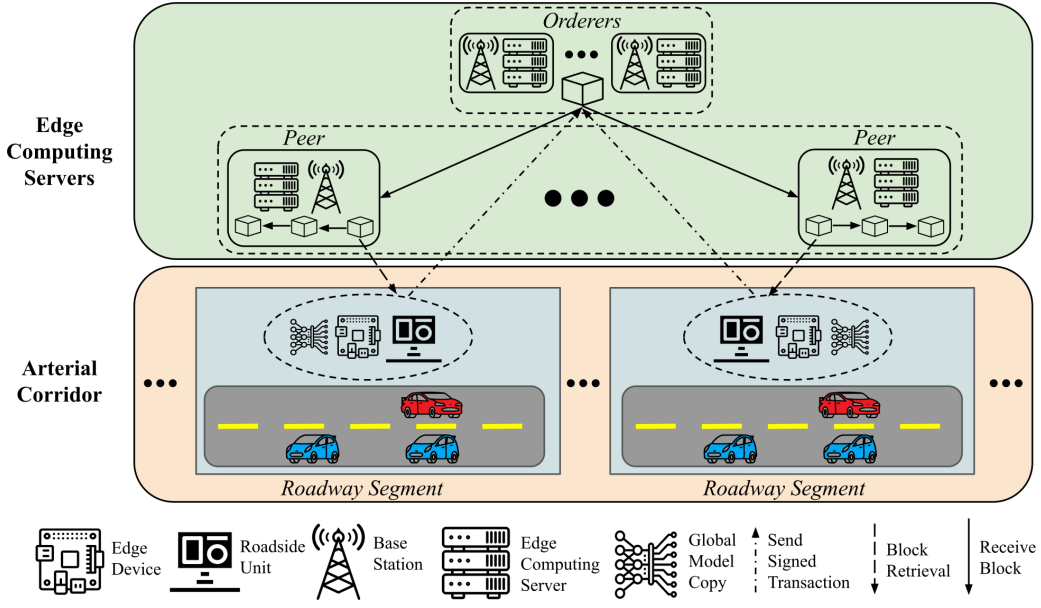 Orderers
Peer
Peer
Edge
Computing
Servers
Arterial
Corridor
Roadway Segment
Roadway Segment
Edge
Device
Roadside
Unit
Base
Station
Edge
Computing
Server
Global
Model
Copy
Send
Signed
Transaction
Block
Retrieval
Receive
Block